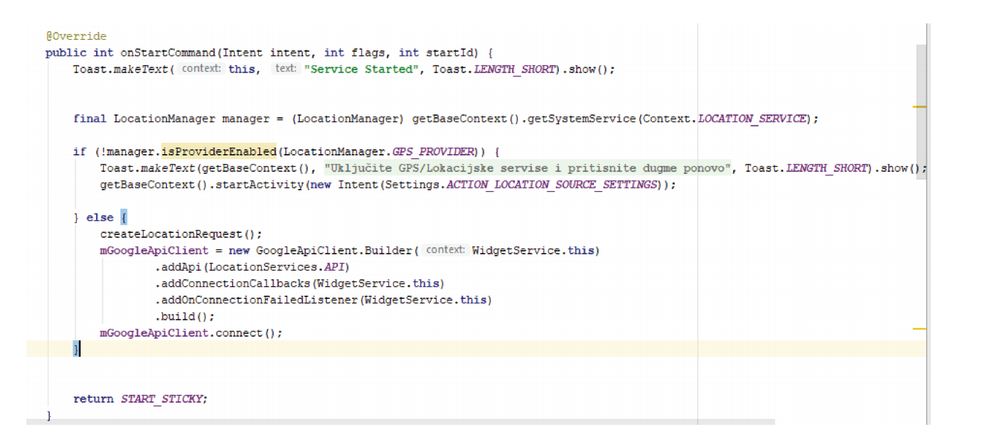 @Override
public int onStartCommand(Intent intent, int flags, int startId) {
Toast.makeText( context: this, text: "Service Started", Toast.LENGTH_SHORT).show();
final LocationManager manager = (LocationManager) getBaseContext().getSystemService(Context.LOCATION_SERVICE);
if (!manager.isProviderEnabled(LocationManager.GPS_PROVIDER)) {
Toast.makeText(getBaseContext(), "Uključite GPS/Lokacijske servise i pritisnite dugme ponovo", Toast.LENGTH_SHORT).show();
getBaseContext().startActivity(new Intent(Settings.ACTION_LOCATION_SOURCE_SETTINGS));
} else {
createLocationRequest();
mGoogleApiClient = new GoogleApiClient.Builder( context: WidgetService.this)
.addApi(LocationServices.API)
.addConnectionCallbacks(WidgetService.this)
.addOnConnectionFailedListener(WidgetService.this)
.build();
mGoogleApiClient.connect();
}
return START_STICKY;
}